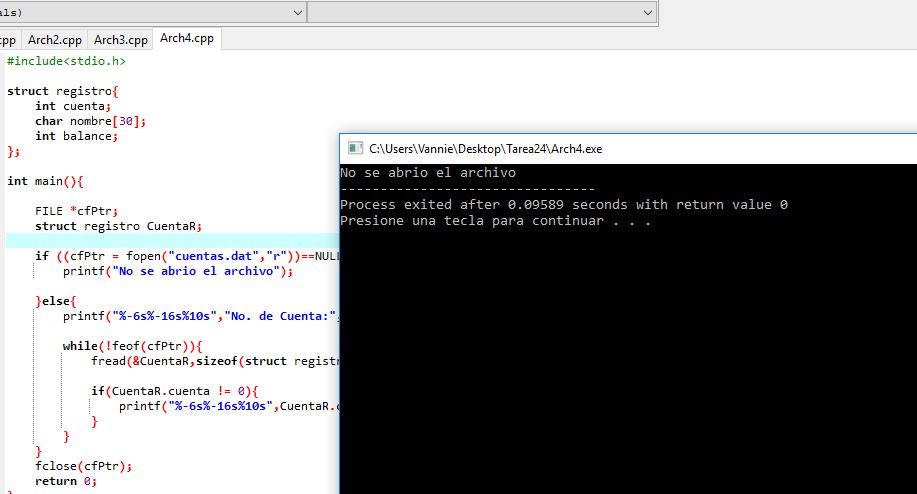 als)
cpp Arch2.cpp Arch3.cpp Arch4.cpp
#include<stdio.h>
struct registro{
int cuenta;
char nombre[30];
int balance;
};
int main(){
FILE *cfPtr;
struct registro CuentaR;
if ((cfPtr = fopen("cuentas.dat","r"))==NULL
printf("No se abrio el archivo");
}else{
printf("%-6s%-16s%10s","No. de Cuenta:",
while(!feof(cfPtr)){
fread(&CuentaR,sizeof(struct registr
if(CuentaR.cuenta != 0){
printf("%-6s%-16s%10s",CuentaR.c
}
}
}
fclose(cfPtr);
return 0;
C:\Users\Vannie\Desktop\Tarea24\Arch4.exe
No se abrio el archivo
--------------------------------
Process exited after 0.09589 seconds with return value 0
Presione una tecla para continuar . . .